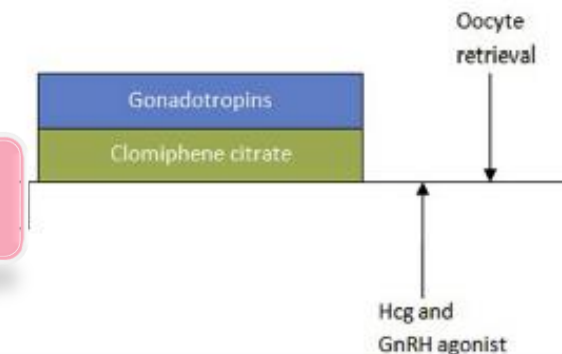 Oocyte
retrieval
Gonadotropins
Clomiphene citrate
Hcg and
GnRH agonist